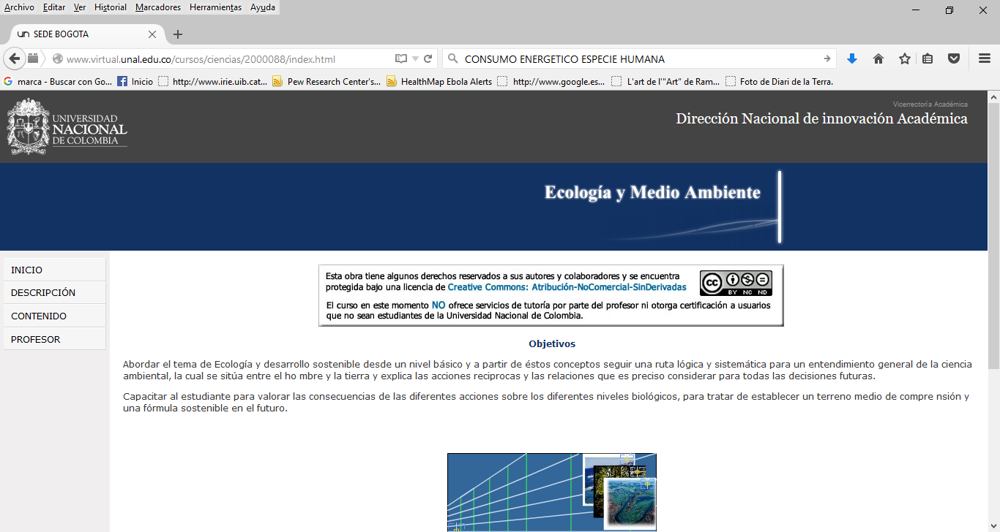 Archivo Editar Ver Historial Marcadores Herramientas Ayuda
un SEDE BOGOTA
www.virtual.unal.edu.co/cursos/ciencias/2000088/index.html
CONSUMO ENERGETICO ESPECIE HUMANA
marca - Buscar con Go... Inicio http://www.irie.uib.cat... Pew Research Center's... HealthMap Ebola Alerts http://www.google.es... L'art de l'"Art" de Ram... Foto de Diari de la Terra.
UNIVERSIDAD
NACIONAL
DE COLOMBIA
Vicerrectoría Académica
Dirección Nacional de innovación Académica
Ecología y Medio Ambiente
INICIO
DESCRIPCIÓN
CONTENIDO
PROFESOR
Esta obra tiene algunos derechos reservados a sus autores y colaboradores y se encuentra
protegida bajo una licencia de Creative Commons: Atribución-NoComercial-SinDerivadas
cc BY NC ND
El curso en este momento NO ofrece servicios de tutoría por parte del profesor ni otorga certificación a usuarios
que no sean estudiantes de la Universidad Nacional de Colombia.
Objetivos
Abordar el tema de Ecología y desarrollo sostenible desde un nivel básico y a partir de éstos conceptos seguir una ruta lógica y sistemática para un entendimiento general de la ciencia
ambiental, la cual se sitúa entre el ho mbre y la tierra y explica las acciones reciprocas y las relaciones que es preciso considerar para todas las decisiones futuras.
Capacitar al estudiante para valorar las consecuencias de las diferentes acciones sobre los diferentes niveles biológicos, para tratar de establecer un terreno medio de compre nsión y
una fórmula sostenible en el futuro.